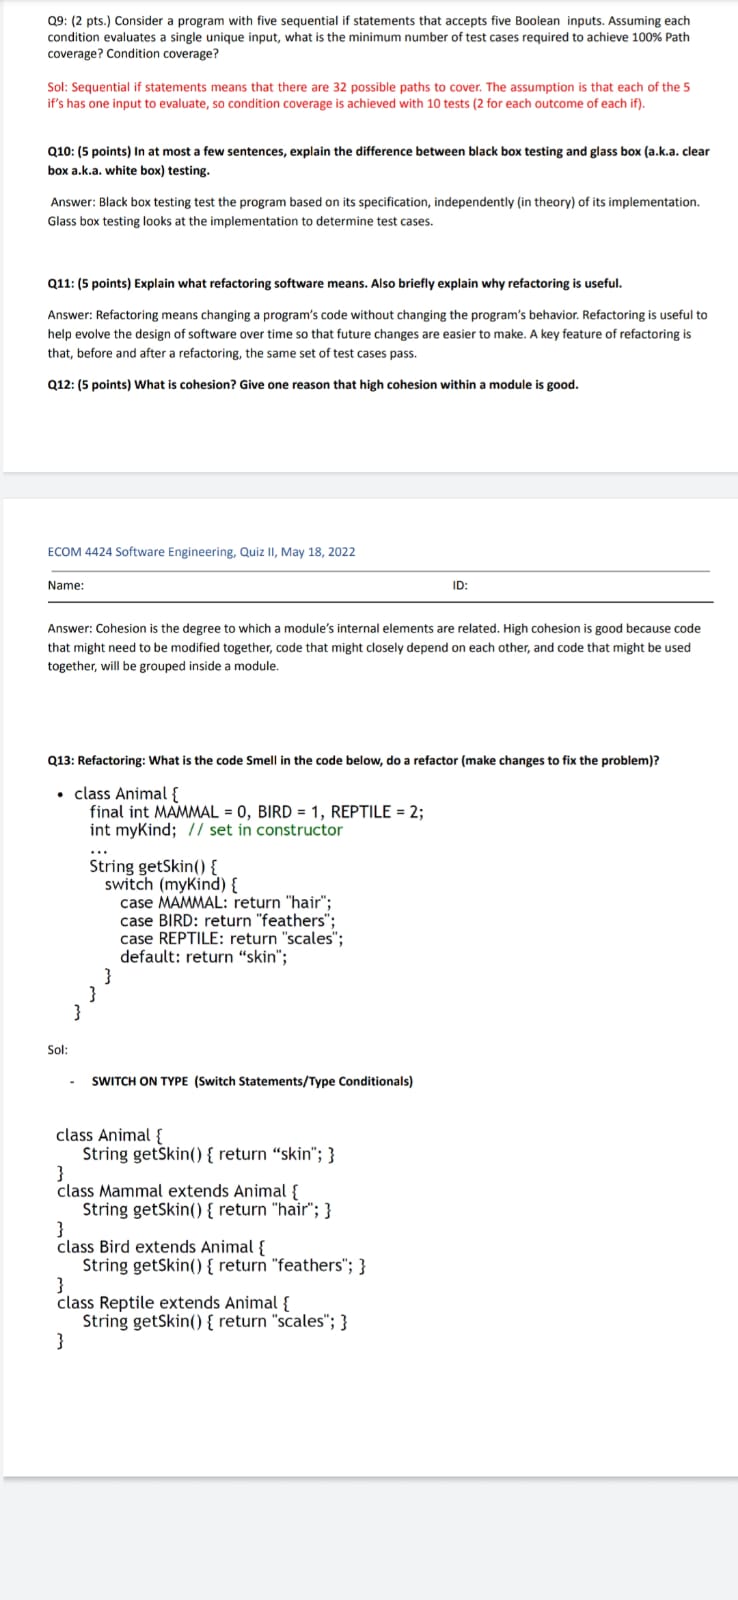 Q9: (2 pts.) Consider a program with five sequential if statements that accepts five Boolean inputs. Assuming each
condition evaluates a single unique input, what is the minimum number of test cases required to achieve 100% Path
coverage? Condition coverage?
Sol: Sequential if statements means that there are 32 possible paths to cover. The assumption is that each of the 5
if's has one input to evaluate, so condition coverage is achieved with 10 tests (2 for each outcome of each if).
Q10: (5 points) In at most a few sentences, explain the difference between black box testing and glass box (a.k.a. clear
box a.k.a. white box) testing.
Answer: Black box testing test the program based on its specification, independently (in theory) of its implementation.
Glass box testing looks at the implementation to determine test cases.
Q11: (5 points) Explain what refactoring software means. Also briefly explain why refactoring is useful.
Answer: Refactoring means changing a program's code without changing the program's behavior. Refactoring is useful to
help evolve the design of software over time so that future changes are easier to make. A key feature of refactoring is
that, before and after a refactoring, the same set of test cases pass.
Q12: (5 points) What is cohesion? Give one reason that high cohesion within a module is good.
ECOM 4424 Software Engineering, Quiz II, May 18, 2022
Name: ID:
Answer: Cohesion is the degree to which a module's internal elements are related. High cohesion is good because code
that might need to be modified together, code that might closely depend on each other, and code that might be used
together, will be grouped inside a module.
Q13: Refactoring: What is the code Smell in the code below, do a refactor (make changes to fix the problem)?
• class Animal {
final int MAMMAL = 0, BIRD = 1, REPTILE = 2;
int myKind; // set in constructor
...
String getSkin() {
switch (myKind) {
case MAMMAL: return "hair";
case BIRD: return "feathers";
case REPTILE: return "scales";
default: return “skin";
}
}
}
Sol:
- SWITCH ON TYPE (Switch Statements/Type Conditionals)
class Animal {
String getSkin() { return “skin"; }
}
class Mammal extends Animal {
String getSkin() { return "hair"; }
}
class Bird extends Animal {
String getSkin() { return "feathers"; }
}
class Reptile extends Animal {
String getSkin() { return "scales"; }
}